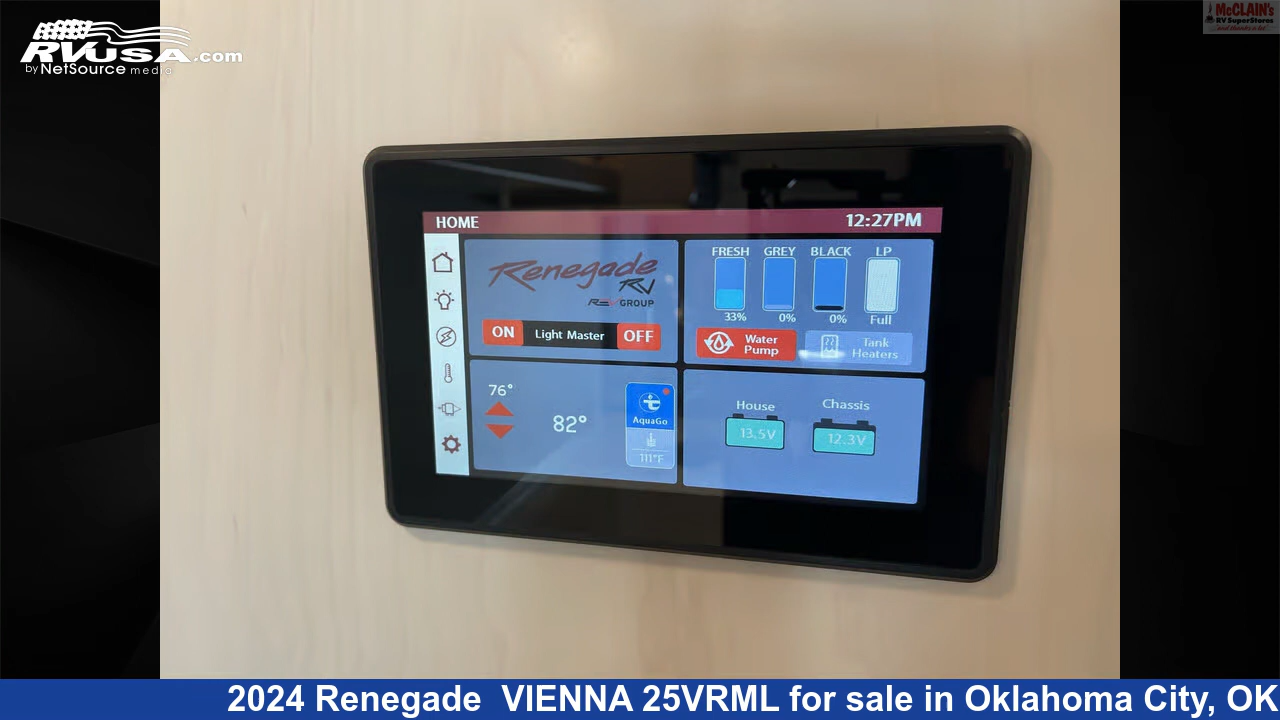 RVUSA.com
by NetSource media
McCLAIN's
RV SuperStores
HOME
12:27PM
Renegade
RV
REV GROUP
ON
Light Master
OFF
FRESH
GREY
BLACK
LP
33%
0%
0%
Full
Water
Pump
Tank
Heaters
76°
82°
AquaGo
111°F
House
13.5V
Chassis
12.3V
2024 Renegade  VIENNA 25VRML for sale in Oklahoma City, OK